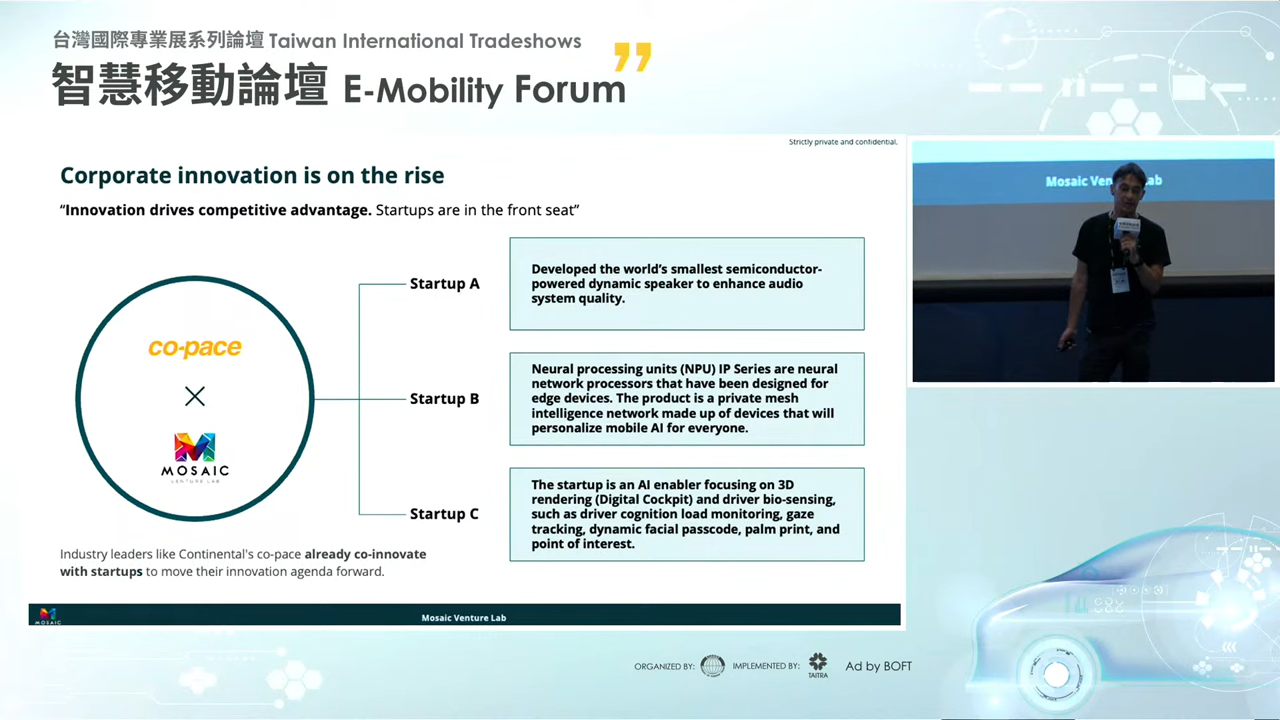 台灣國際專業展系列論壇 Taiwan International Tradeshows
智慧移動論壇 E-Mobility Forum
Strictly private and confidential.
Corporate innovation is on the rise
“Innovation drives competitive advantage. Startups are in the front seat”
co-pace
MOSAIC
VENTURE LAB
Startup A
Developed the world’s smallest semiconductor-
powered dynamic speaker to enhance audio
system quality.
Startup B
Neural processing units (NPU) IP Series are neural
network processors that have been designed for
edge devices. The product is a private mesh
intelligence network made up of devices that will
personalize mobile AI for everyone.
Startup C
The startup is an AI enabler focusing on 3D
rendering (Digital Cockpit) and driver bio-sensing,
such as driver cognition load monitoring, gaze
tracking, dynamic facial passcode, palm print, and
point of interest.
Industry leaders like Continental's co-pace already co-innovate
with startups to move their innovation agenda forward.
MOSAIC
Mosaic Venture Lab
ORGANIZED BY:
IMPLEMENTED BY:
TAITRA
Ad by BOFT